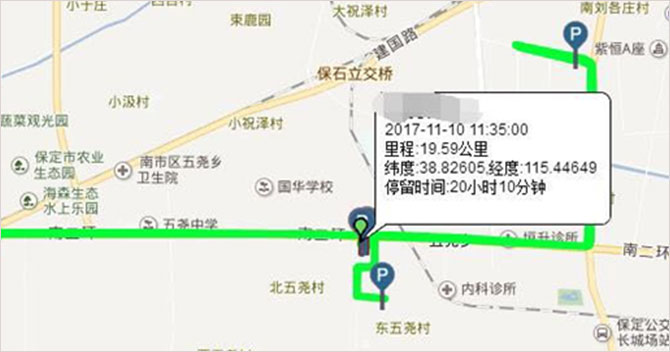 小于庄
东鹿园
太祝泽村
南刘各庄村
建国路
紫恒A座
保石立交桥
小汲村
小祝泽村
蔬菜观光园
保定市农业
生态园
南市区五尧乡
卫生院
海森生态
水上乐园
国华学校
五尧中学
2017-11-10 11:35:00
里程:19.59公里
纬度:38.82605,经度:115.44649
停留时间:20小时10分钟
P
恒升诊所
南二环
北五尧村
P
内科诊所
东五尧村
保定公交
长城汽场站